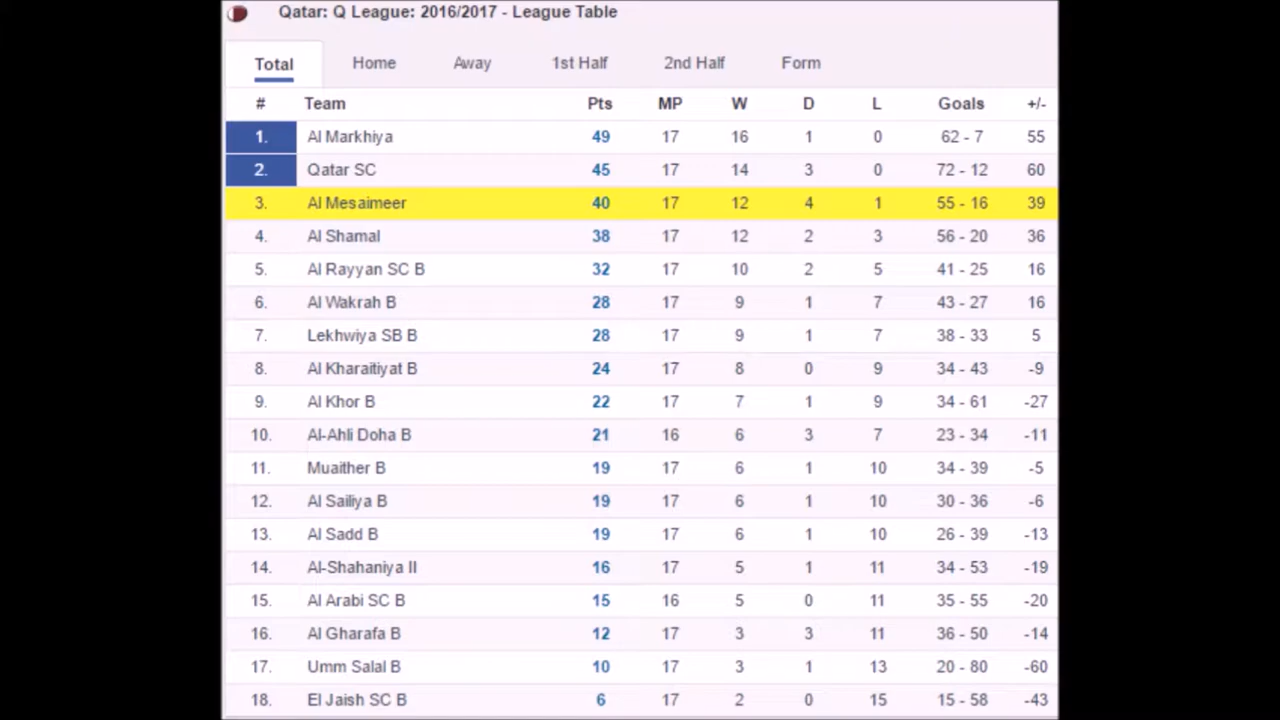 Qatar: Q League: 2016/2017 - League Table
Total Home Away 1st Half 2nd Half Form
# Team Pts MP W D L Goals +/-
1. Al Markhiya 49 17 16 1 0 62 - 7 55
2. Qatar SC 45 17 14 3 0 72 - 12 60
3. Al Mesaimeer 40 17 12 4 1 55 - 16 39
4. Al Shamal 38 17 12 2 3 56 - 20 36
5. Al Rayyan SC B 32 17 10 2 5 41 - 25 16
6. Al Wakrah B 28 17 9 1 7 43 - 27 16
7. Lekhwiya SB B 28 17 9 1 7 38 - 33 5
8. Al Kharaitiyat B 24 17 8 0 9 34 - 43 -9
9. Al Khor B 22 17 7 1 9 34 - 61 -27
10. Al-Ahli Doha B 21 16 6 3 7 23 - 34 -11
11. Muaither B 19 17 6 1 10 34 - 39 -5
12. Al Sailiya B 19 17 6 1 10 30 - 36 -6
13. Al Sadd B 19 17 6 1 10 26 - 39 -13
14. Al-Shahaniya II 16 17 5 1 11 34 - 53 -19
15. Al Arabi SC B 15 16 5 0 11 35 - 55 -20
16. Al Gharafa B 12 17 3 3 11 36 - 50 -14
17. Umm Salal B 10 17 3 1 13 20 - 80 -60
18. El Jaish SC B 6 17 2 0 15 15 - 58 -43